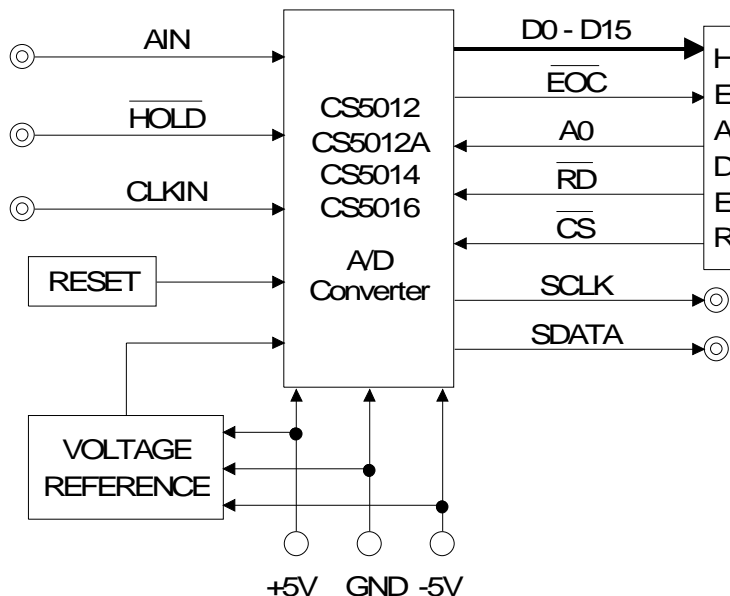 AIN
HOLD
CLKIN
RESET
VOLTAGE
REFERENCE
CS5012
CS5012A
CS5014
CS5016
A/D
Converter
D0 - D15
EOC
A0
RD
CS
SCLK
SDATA
H
E
A
D
E
R
+5V GND -5V